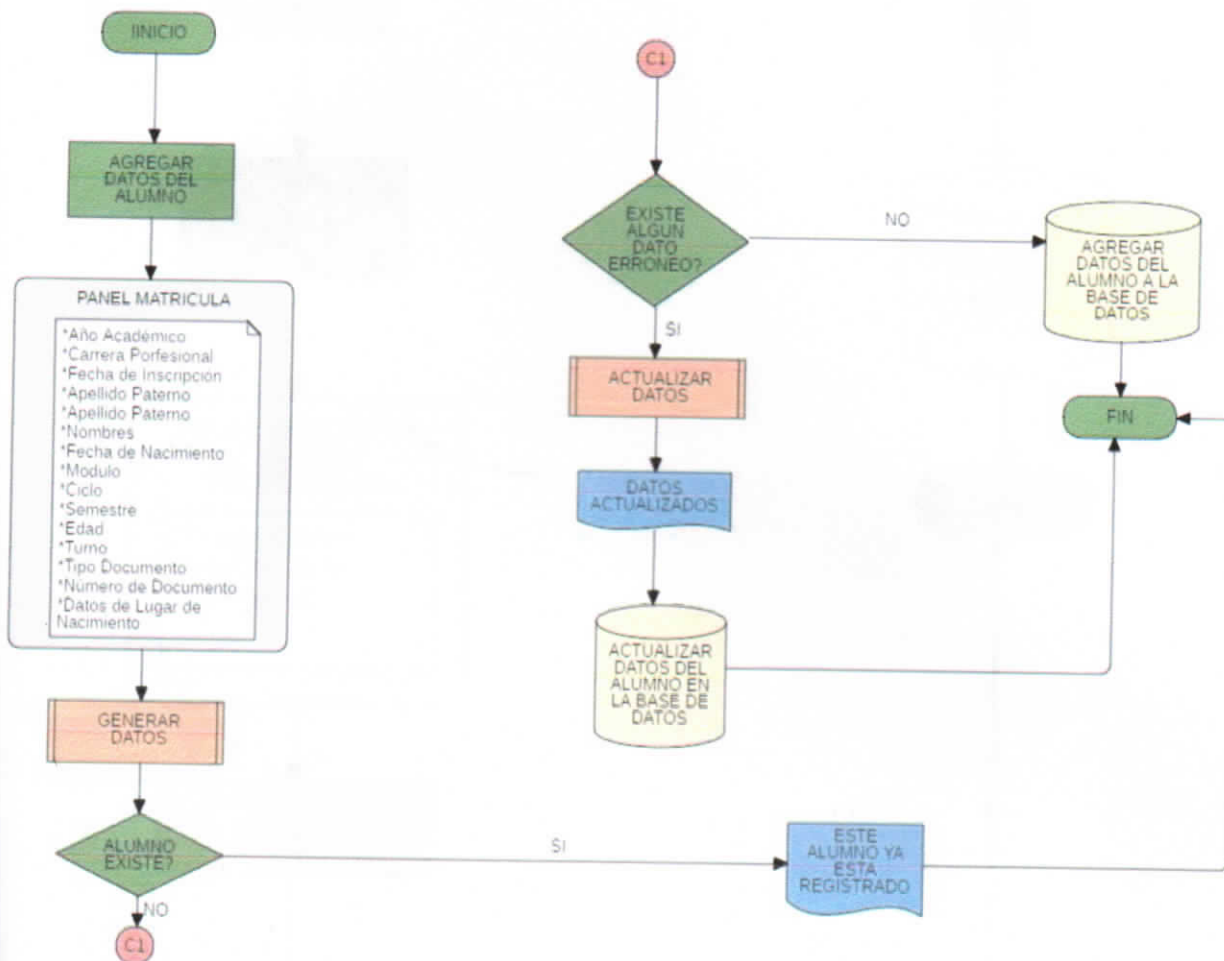 IINICIO
AGREGAR
DATOS DEL
ALUMNO
PANEL MATRICULA
*Año Académico
*Carrera Porfesional
*Fecha de Inscripción
*Apellido Paterno
*Apellido Paterno
*Nombres
*Fecha de Nacimiento
*Modulo
*Ciclo
*Semestre
*Edad
*Turno
*Tipo Documento
*Número de Documento
*Datos de Lugar de
Nacimiento
GENERAR
DATOS
ALUMNO
EXISTE?
NO
C1
SI
ESTE
ALUMNO YA
ESTA
REGISTRADO
C1
EXISTE
ALGUN
DATO
ERRONEO?
NO
SI
ACTUALIZAR
DATOS
DATOS
ACTUALIZADOS
ACTUALIZAR
DATOS DEL
ALUMNO EN
LA BASE DE
DATOS
AGREGAR
DATOS DEL
ALUMNO A LA
BASE DE
DATOS
FIN